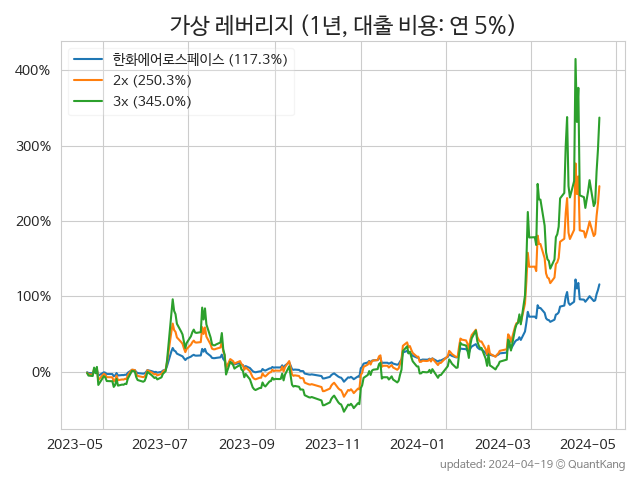 가상 레버리지 (1년, 대출 비용: 연 5%)
한화에어로스페이스 (117.3%)
2x (250.3%)
3x (345.0%)
400%
300%
200%
100%
0%
2023-05 2023-07 2023-09 2023-11 2024-01 2024-03 2024-05
updated: 2024-04-19 © QuantKang